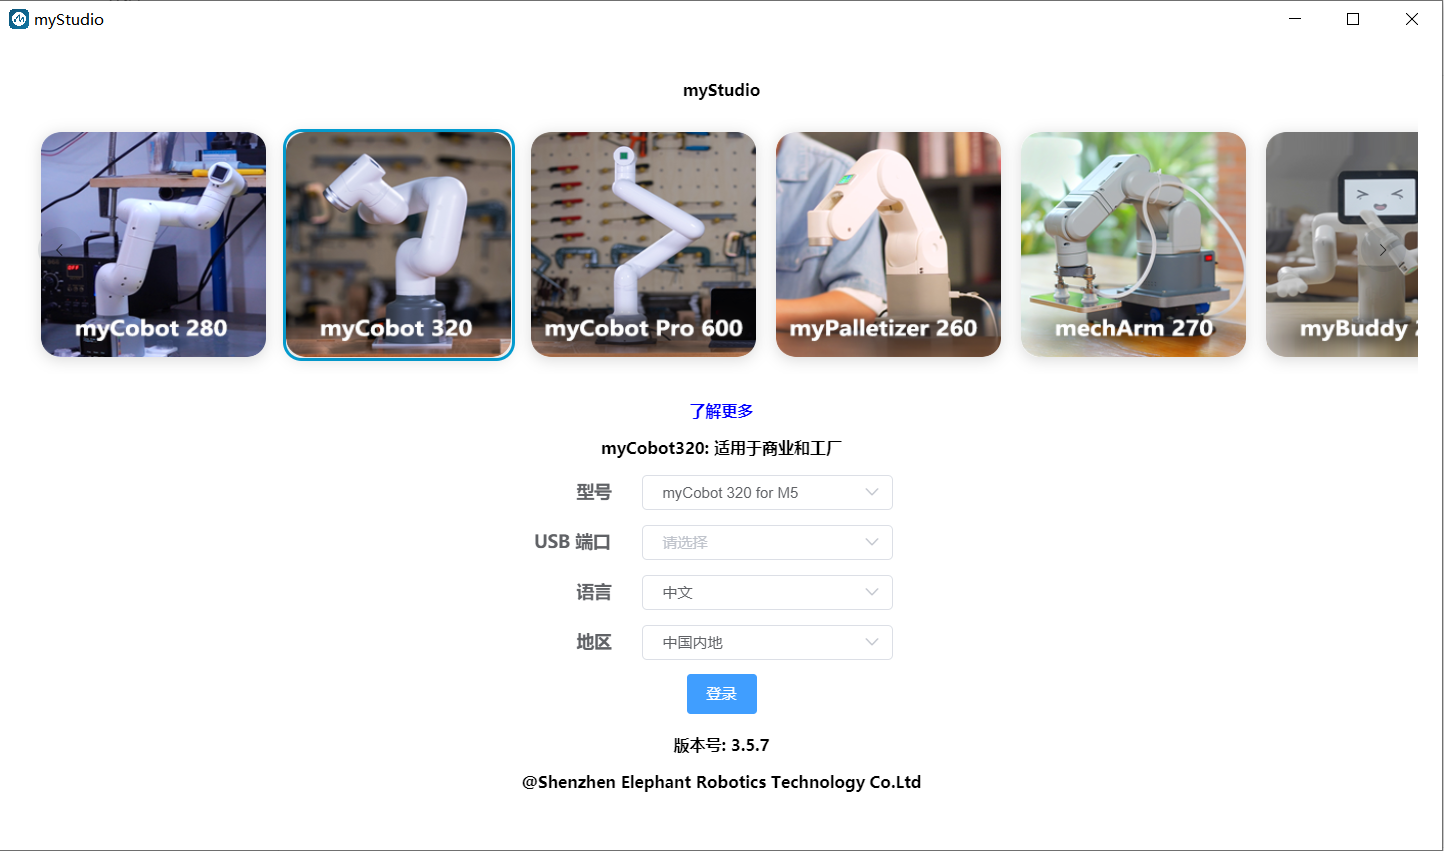 myStudio
myStudio
myCobot 280
myCobot 320
myCobot Pro 600
myPalletizer 260
mechArm 270
myBuddy 2
了解更多
myCobot320: 适用于商业和工厂
型号
myCobot 320 for M5
USB 端口
请选择
语言
中文
地区
中国内地
登录
版本号: 3.5.7
@Shenzhen Elephant Robotics Technology Co.Ltd